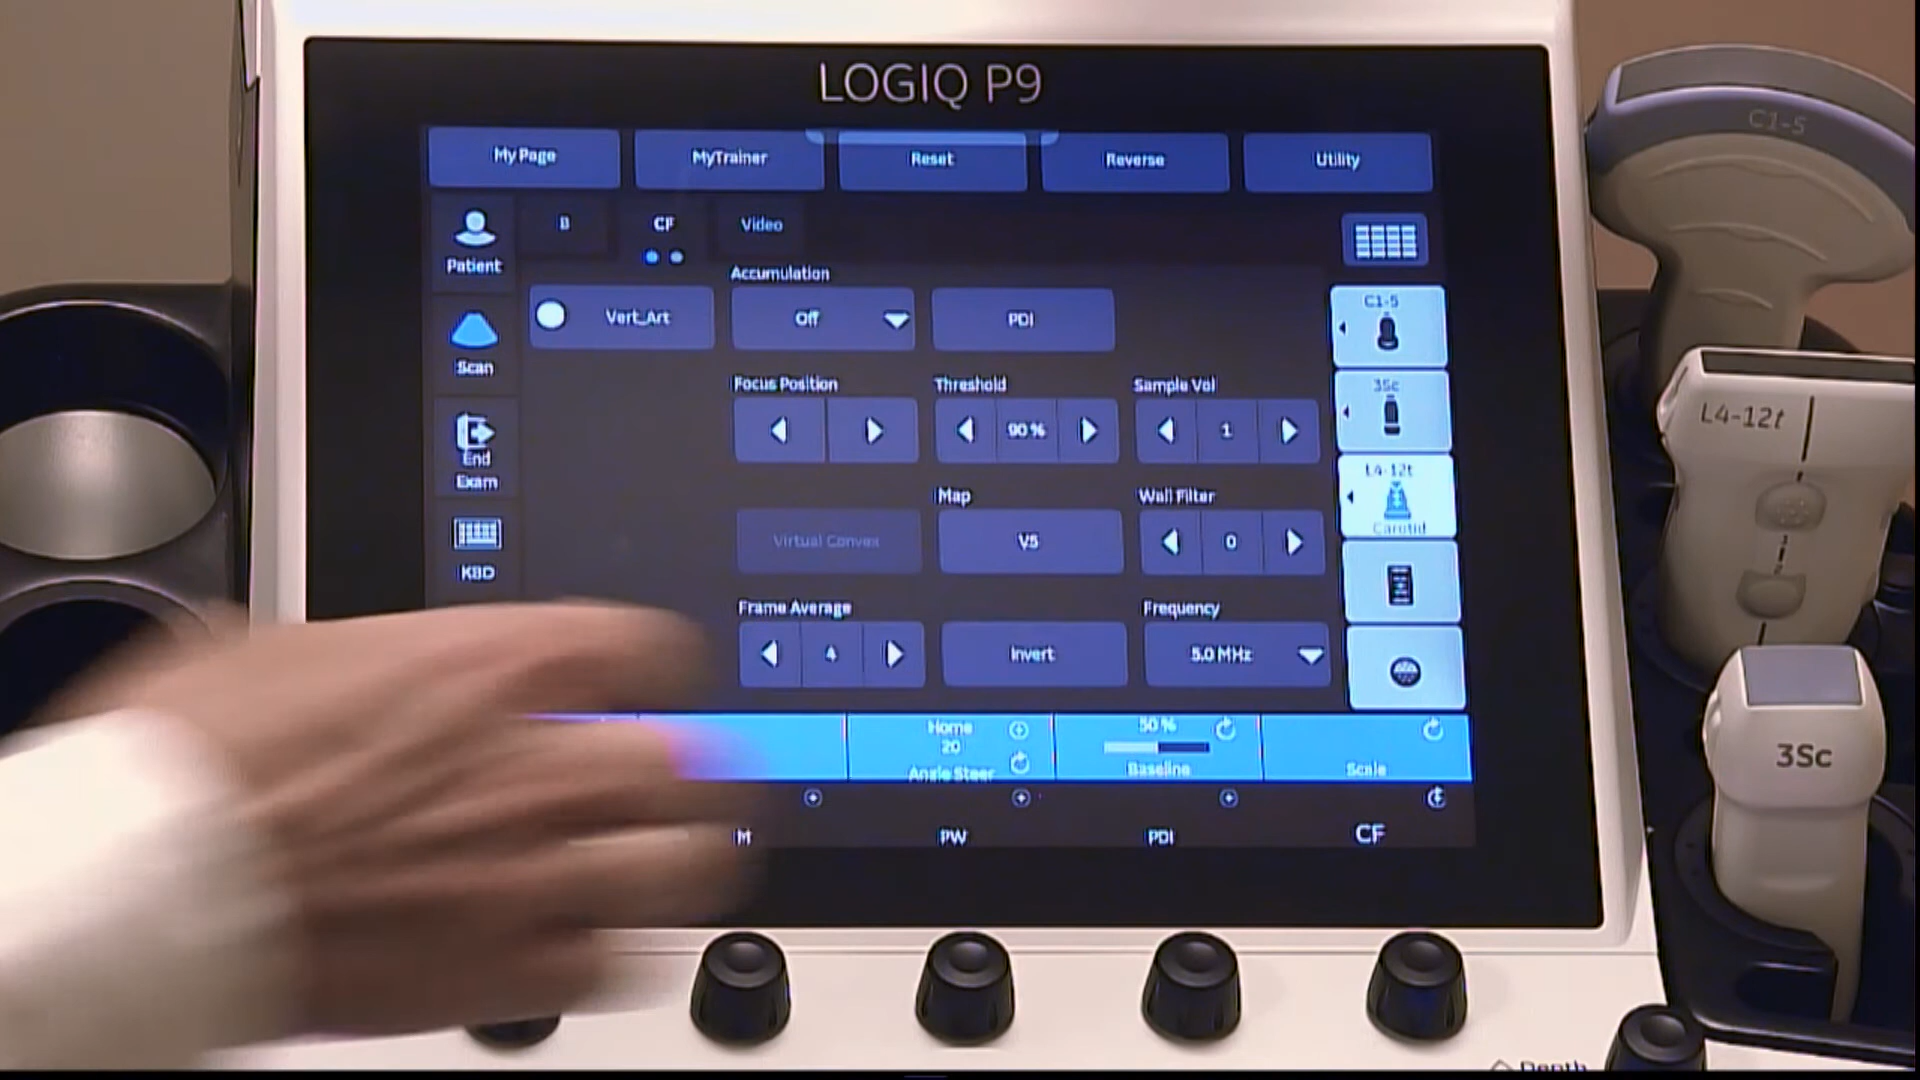 LOGIQ P9
My Page
MyTrainer
Reset
Reverse
Utility
Patient
B
CF
Video
Accumulation
Vert_Art
Off
PDI
C1-5
Scan
Focus Position
Threshold
Sample Vol
3Sc
90 %
1
End
Exam
Map
Wall Filter
L4-12t
Carotid
Virtual Convex
V5
0
KBD
Frame Average
Frequency
4
Invert
5.0 MHz
Home
20
Angle Steer
50 %
Baseline
Scale
M
PW
PDI
CF
C1-5
L4-12t
1
2
3Sc
Depth